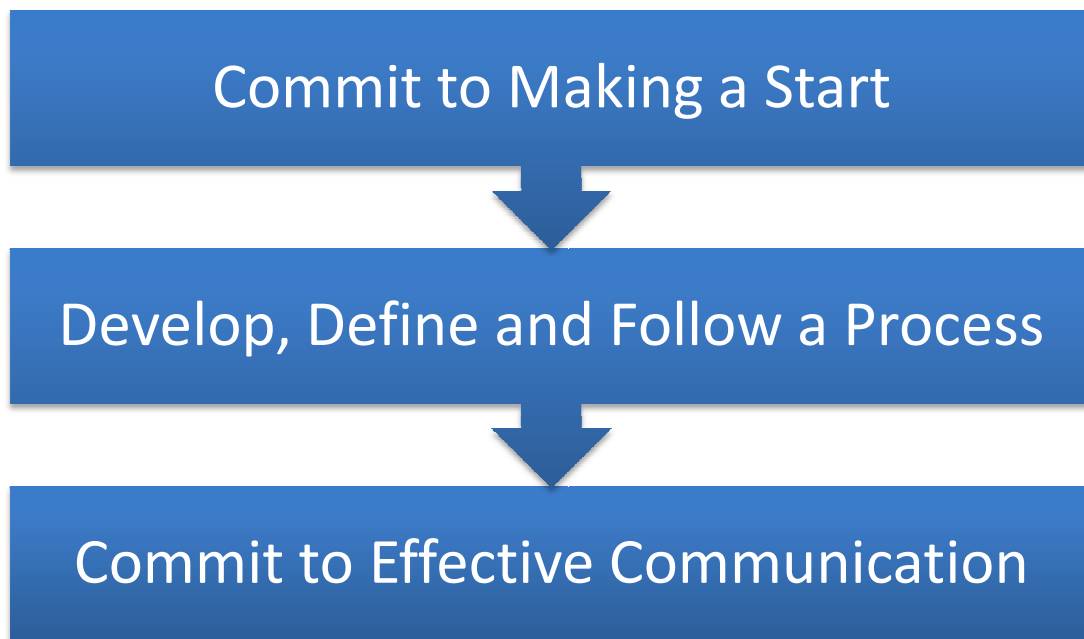 Commit to Making a Start
Develop, Define and Follow a Process
Commit to Effective Communication